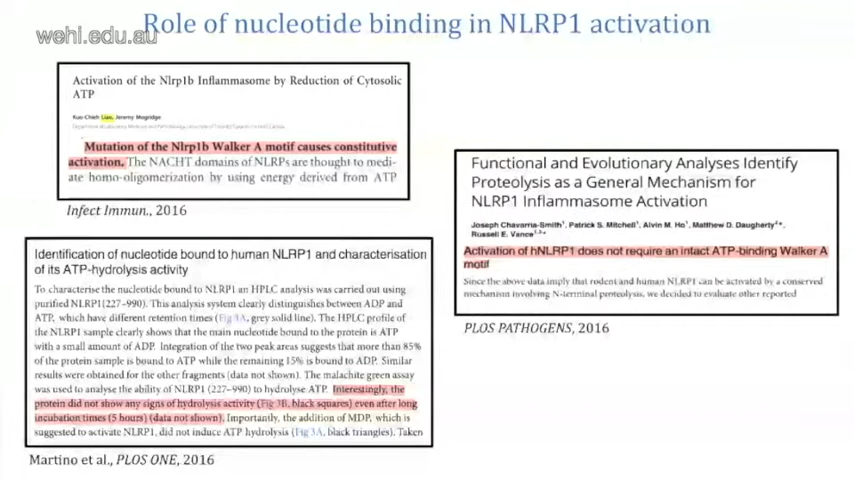 Role of nucleotide binding in NLRP1 activation
wehi.edu.au
Activation of the Nlrp1b Inflammasome by Reduction of Cytosolic
ATP
Kuo-Chieh Liao, Jeremy Mogridge
Mutation of the Nlrp1b Walker A motif causes constitutive
activation. The NACHT domains of NLRPs are thought to medi-
ate homo-oligomerization by using energy derived from ATP
Infect Immun., 2016
Identification of nucleotide bound to human NLRP1 and characterisation
of its ATP-hydrolysis activity
To characterise the nucleotide bound to NLRP1 an HPLC analysis was carried out using
purified NLRP1(227-990). This analysis system clearly distinguishes between ADP and
ATP, which have different retention times (Fig 3A, grey solid line). The HPLC profile of
the NLRP1 sample clearly shows that the main nucleotide bound to the protein is ATP
with a small amount of ADP. Integration of the two peak areas suggests that more than 85%
of the protein sample is bound to ATP while the remaining 15% is bound to ADP. Similar
results were obtained for the other fragments (data not shown). The malachite green assay
was used to analyse the ability of NLRP1 (227-990) to hydrolyse ATP. Interestingly, the
protein did not show any signs of hydrolysis activity (Fig 3B, black squares) even after long
incubation times (5 hours) (data not shown). Importantly, the addition of MDP, which is
suggested to activate NLRP1, did not induce ATP hydrolysis (Fig 3A, black triangles). Taken
Martino et al., PLOS ONE, 2016
Functional and Evolutionary Analyses Identify
Proteolysis as a General Mechanism for
NLRP1 Inflammasome Activation
Joseph Chavarría-Smith¹, Patrick S. Mitchell¹, Alvin M. Ho¹, Matthew D. Daugherty²*,
Russell E. Vance¹,³*
Activation of hNLRP1 does not require an intact ATP-binding Walker A
motif
Since the above data imply that rodent and human NLRP1 can be activated by a conserved
mechanism involving N-terminal proteolysis, we decided to evaluate other reported
PLOS PATHOGENS, 2016